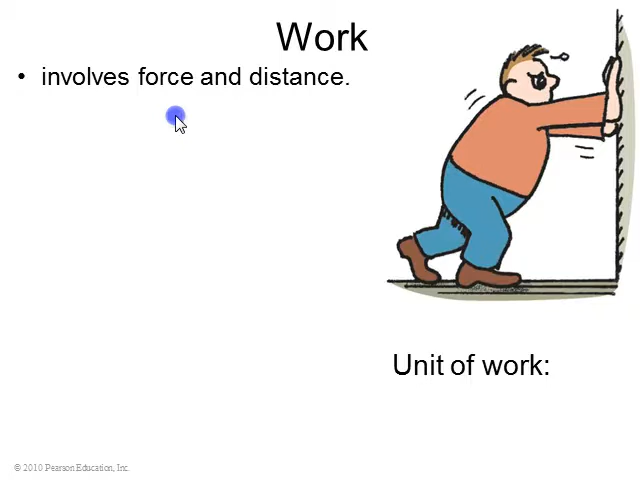 Work
• involves force and distance.
Unit of work:
© 2010 Pearson Education, Inc.